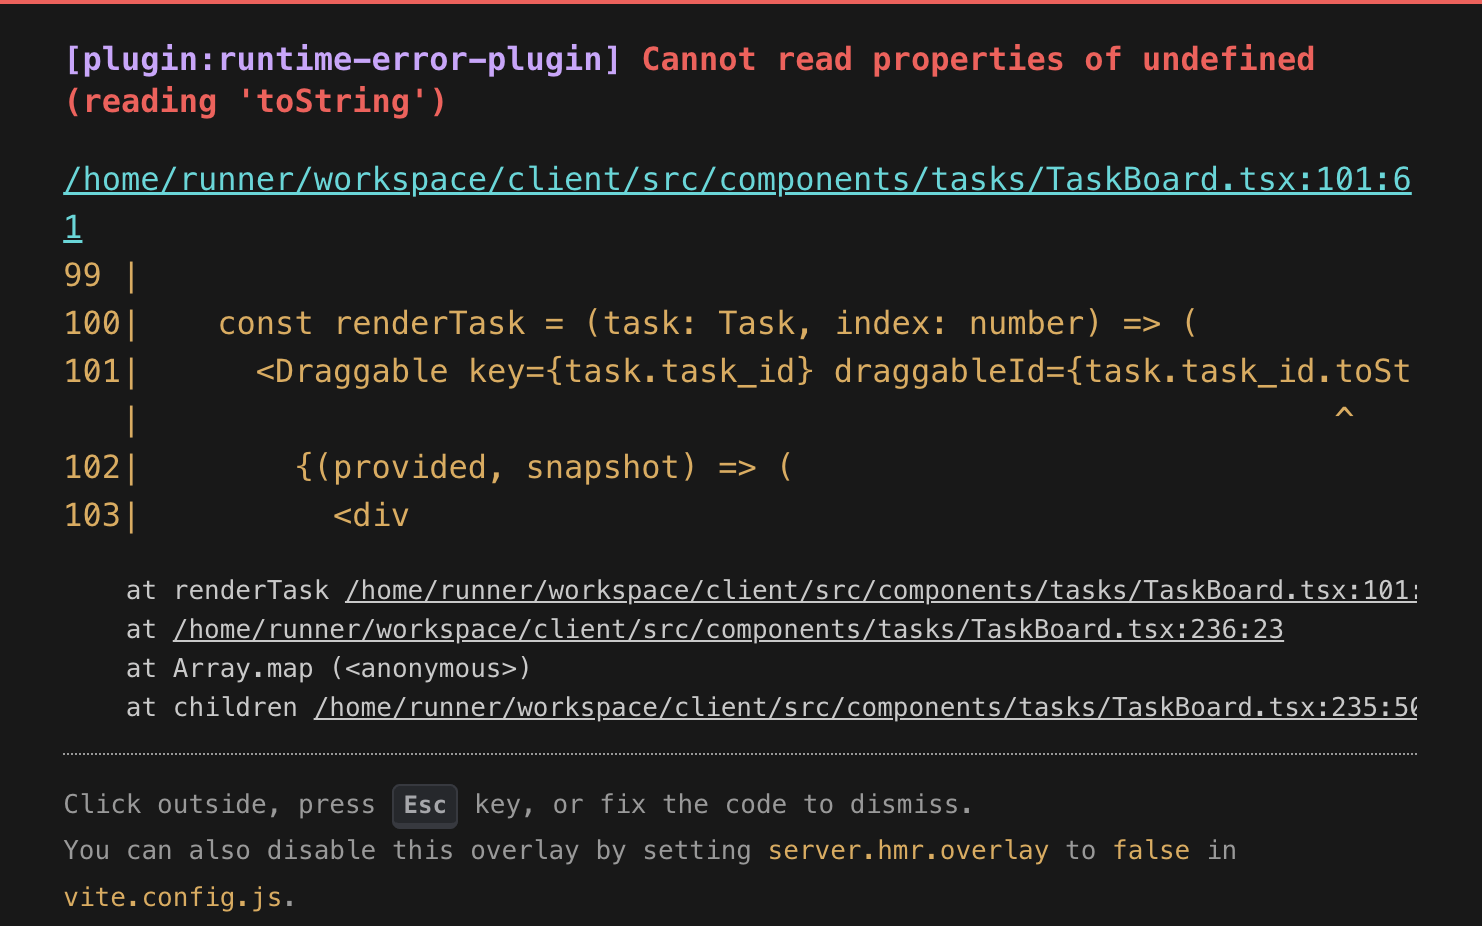 [plugin:runtime-error-plugin] Cannot read properties of undefined
(reading 'toString')
/home/runner/workspace/client/src/components/tasks/TaskBoard.tsx:101:6
1
99 |
100|    const renderTask = (task: Task, index: number) => (
101|      <Draggable key={task.task_id} draggableId={task.task_id.toSt
   |                                                               ^
102|        {(provided, snapshot) => (
103|          <div
at renderTask /home/runner/workspace/client/src/components/tasks/TaskBoard.tsx:101:
at /home/runner/workspace/client/src/components/tasks/TaskBoard.tsx:236:23
at Array.map (<anonymous>)
at children /home/runner/workspace/client/src/components/tasks/TaskBoard.tsx:235:50
Click outside, press Esc key, or fix the code to dismiss.
You can also disable this overlay by setting server.hmr.overlay to false in
vite.config.js.